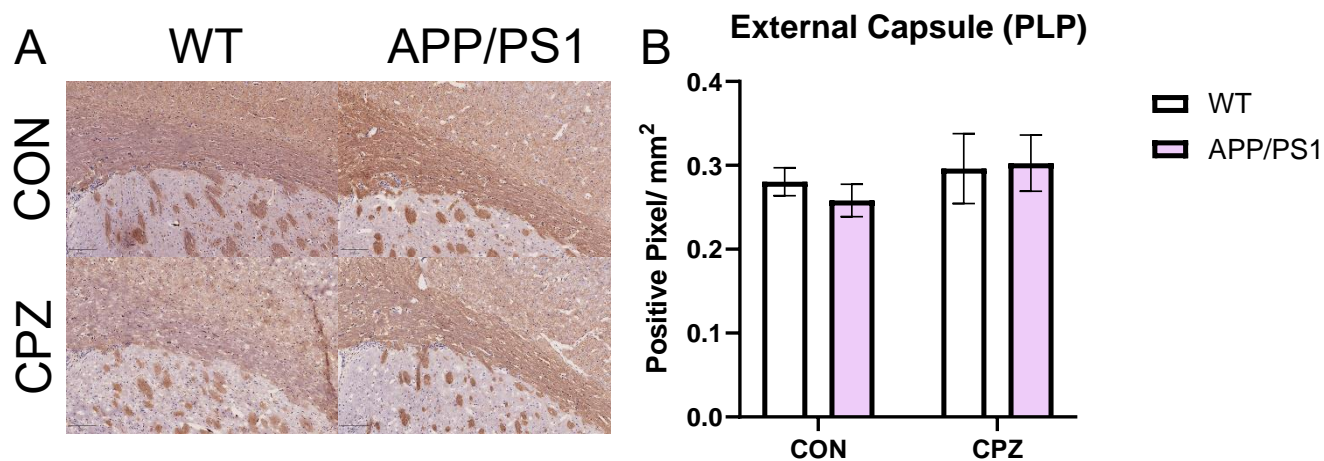 A
WT
APP/PS1
CON
CPZ
B
External Capsule (PLP)
Positive Pixel/ mm²
0.4
0.3
0.2
0.1
0.0
CON
CPZ
WT
APP/PS1